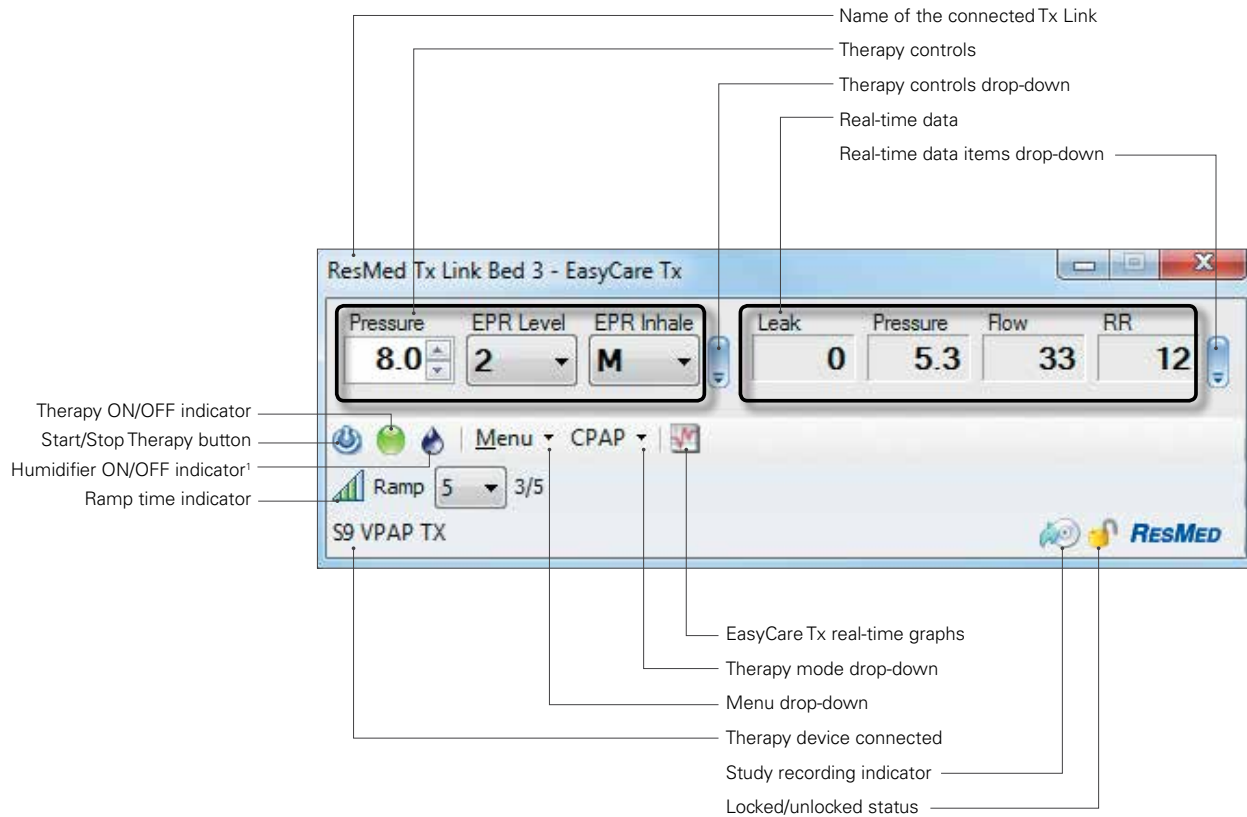 Name of the connected Tx Link
Therapy controls
Therapy controls drop-down
Real-time data
Real-time data items drop-down
ResMed Tx Link Bed 3 - EasyCare Tx
X
Pressure EPR Level EPR Inhale Leak Pressure Flow RR
8.0 2 M 0 5.3 33 12
Therapy ON/OFF indicator
Start/Stop Therapy button
Humidifier ON/OFF indicator¹
Ramp time indicator
Menu CPAP
Ramp 5 3/5
S9 VPAP TX RESMED
EasyCare Tx real-time graphs
Therapy mode drop-down
Menu drop-down
Therapy device connected
Study recording indicator
Locked/unlocked status